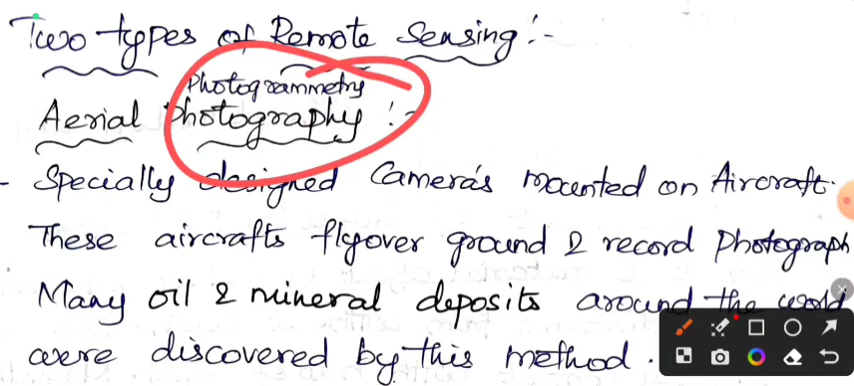 Two types of Remote Sensing :-
Photogrammetry
Aerial Photography :-
- Specially designed Camera's mounted on Aircraft.
These aircrafts flyover ground & record Photograph
Many oil & mineral deposits around the world
were discovered by this method.